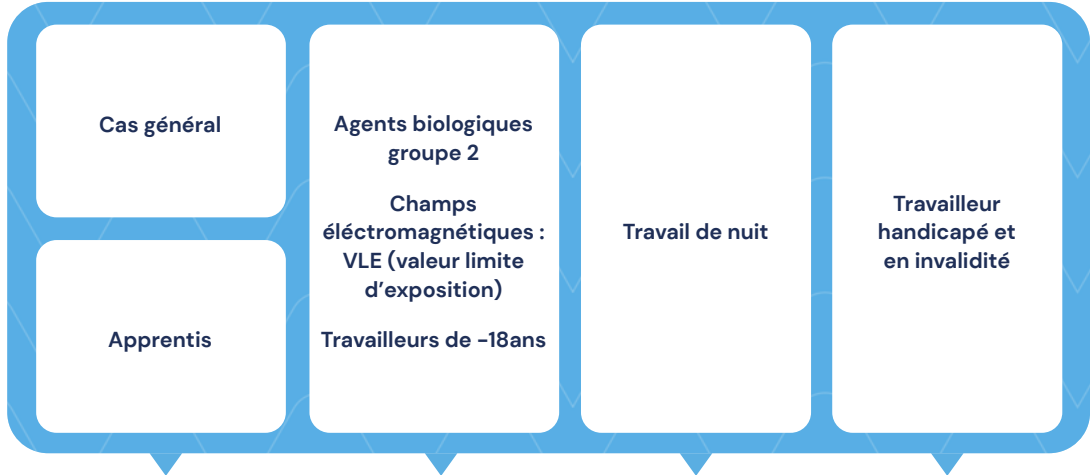 Cas général
Apprentis
Agents biologiques
groupe 2
Champs
éléctromagnétiques :
VLE (valeur limite
d'exposition)
Travailleurs de -18ans
Travail de nuit
Travailleur
handicapé et
en invalidité